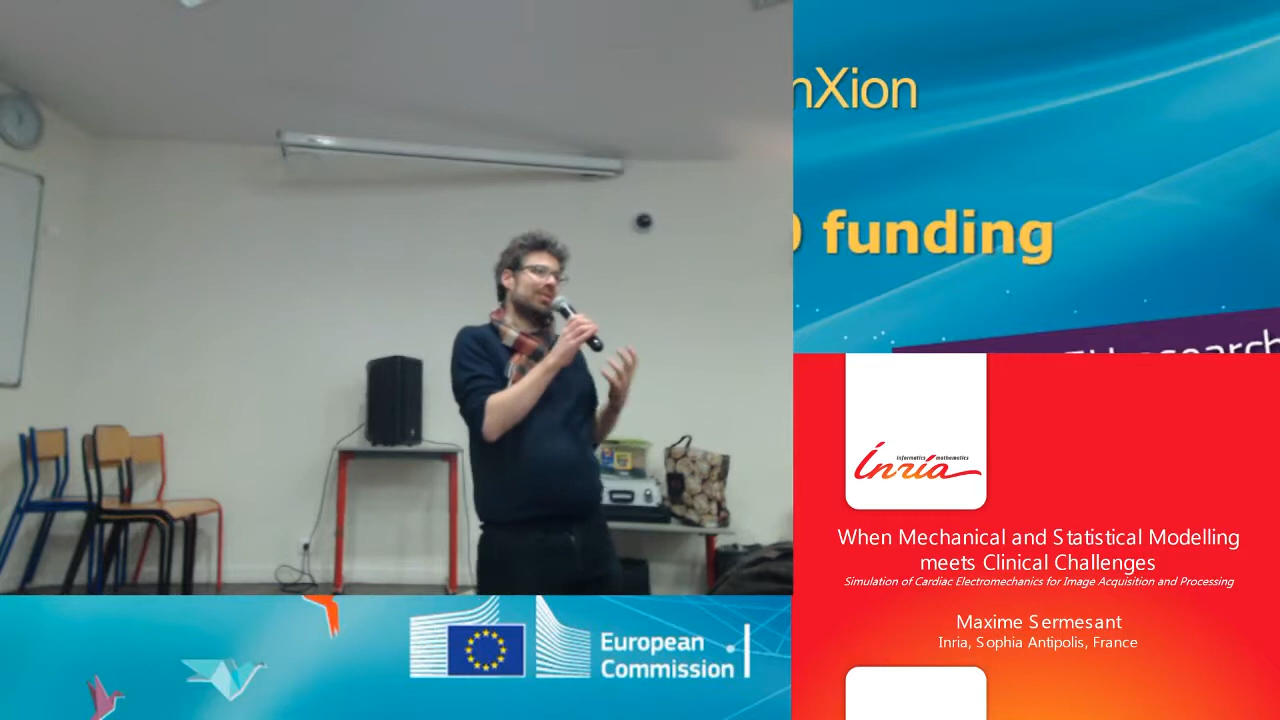 nXion
funding
informatics mathematics
Inria
When Mechanical and Statistical Modelling
meets Clinical Challenges
Simulation of Cardiac Electromechanics for Image Acquisition and Processing
Maxime Sermesant
Inria, Sophia Antipolis, France
European
Commission